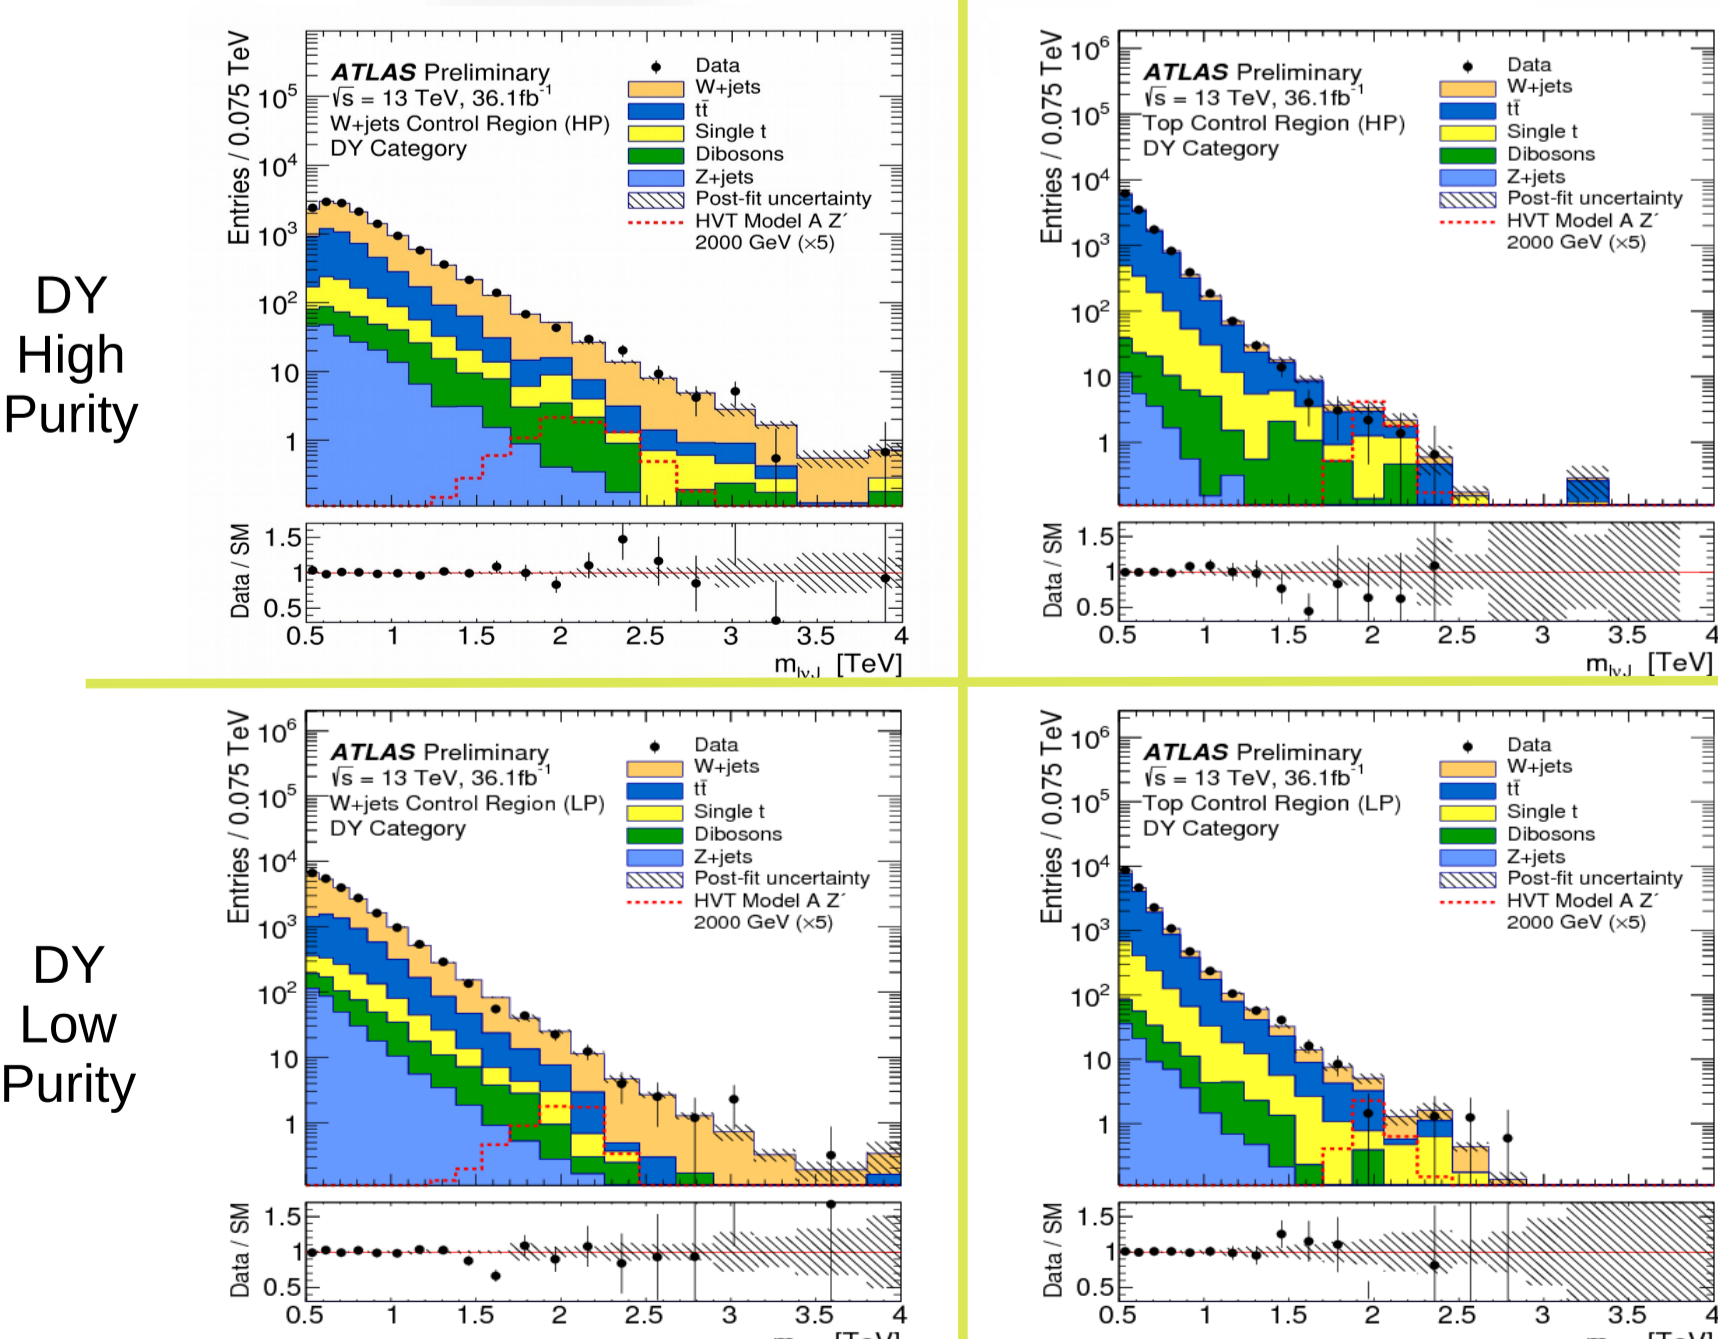 DY
High
Purity
Entries / 0.075 TeV
10⁵
10⁴
10³
10²
10
1
ATLAS Preliminary
√s = 13 TeV, 36.1fb⁻¹
W+jets Control Region (HP)
DY Category
Data
W+jets
tt̄
Single t
Dibosons
Z+jets
Post-fit uncertainty
HVT Model A Z´
2000 GeV (×5)
Data / SM
1.5
1
0.5
0.5 1 1.5 2 2.5 3 3.5 4
m_lν,J [TeV]
Entries / 0.075 TeV
10⁶
10⁵
10⁴
10³
10²
10
1
ATLAS Preliminary
√s = 13 TeV, 36.1fb⁻¹
Top Control Region (HP)
DY Category
Data
W+jets
tt̄
Single t
Dibosons
Z+jets
Post-fit uncertainty
HVT Model A Z´
2000 GeV (×5)
Data / SM
1.5
1
0.5
0.5 1 1.5 2 2.5 3 3.5 4
m_lν,J [TeV]
DY
Low
Purity
Entries / 0.075 TeV
10⁶
10⁵
10⁴
10³
10²
10
1
ATLAS Preliminary
√s = 13 TeV, 36.1fb⁻¹
W+jets Control Region (LP)
DY Category
Data
W+jets
tt̄
Single t
Dibosons
Z+jets
Post-fit uncertainty
HVT Model A Z´
2000 GeV (×5)
Data / SM
1.5
1
0.5
0.5 1 1.5 2 2.5 3 3.5 4
[TeV]
Entries / 0.075 TeV
10⁶
10⁵
10⁴
10³
10²
10
1
ATLAS Preliminary
√s = 13 TeV, 36.1fb⁻¹
Top Control Region (LP)
DY Category
Data
W+jets
tt̄
Single t
Dibosons
Z+jets
Post-fit uncertainty
HVT Model A Z´
2000 GeV (×5)
Data / SM
1.5
1
0.5
0.5 1 1.5 2 2.5 3 3.5 4
[TeV]